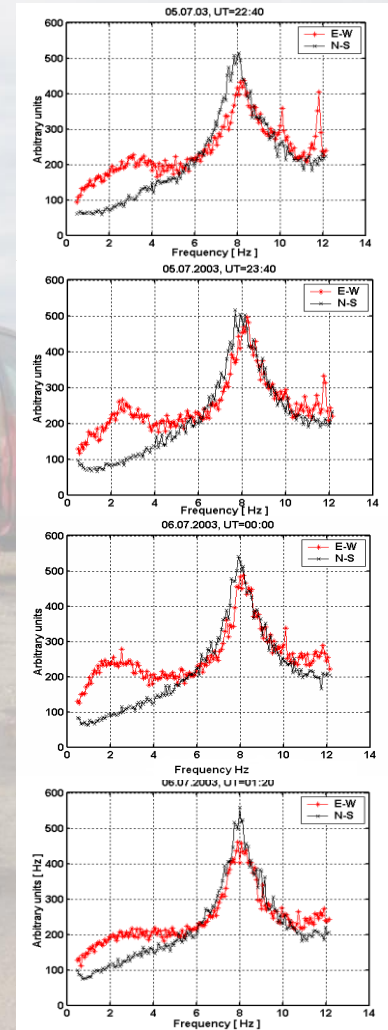 05.07.03, UT=22:40
600
500
400
300
200
100
0
Arbitrary units
E-W
N-S
0 2 4 6 8 10 12 14
Frequency [ Hz ]
05.07.2003, UT=23:40
600
500
400
300
200
100
0
Arbitrary units
E-W
N-S
0 2 4 6 8 10 12 14
Frequency [ Hz ]
06.07.2003, UT=00:00
600
500
400
300
200
100
0
Arbitrary units
E-W
N-S
0 2 4 6 8 10 12 14
Frequency Hz
06.07.2003, UT=01:20
600
500
400
300
200
100
0
Arbitrary units [ Hz ]
E-W
N-S
0 2 4 6 8 10 12 14
Frequency [ Hz ]